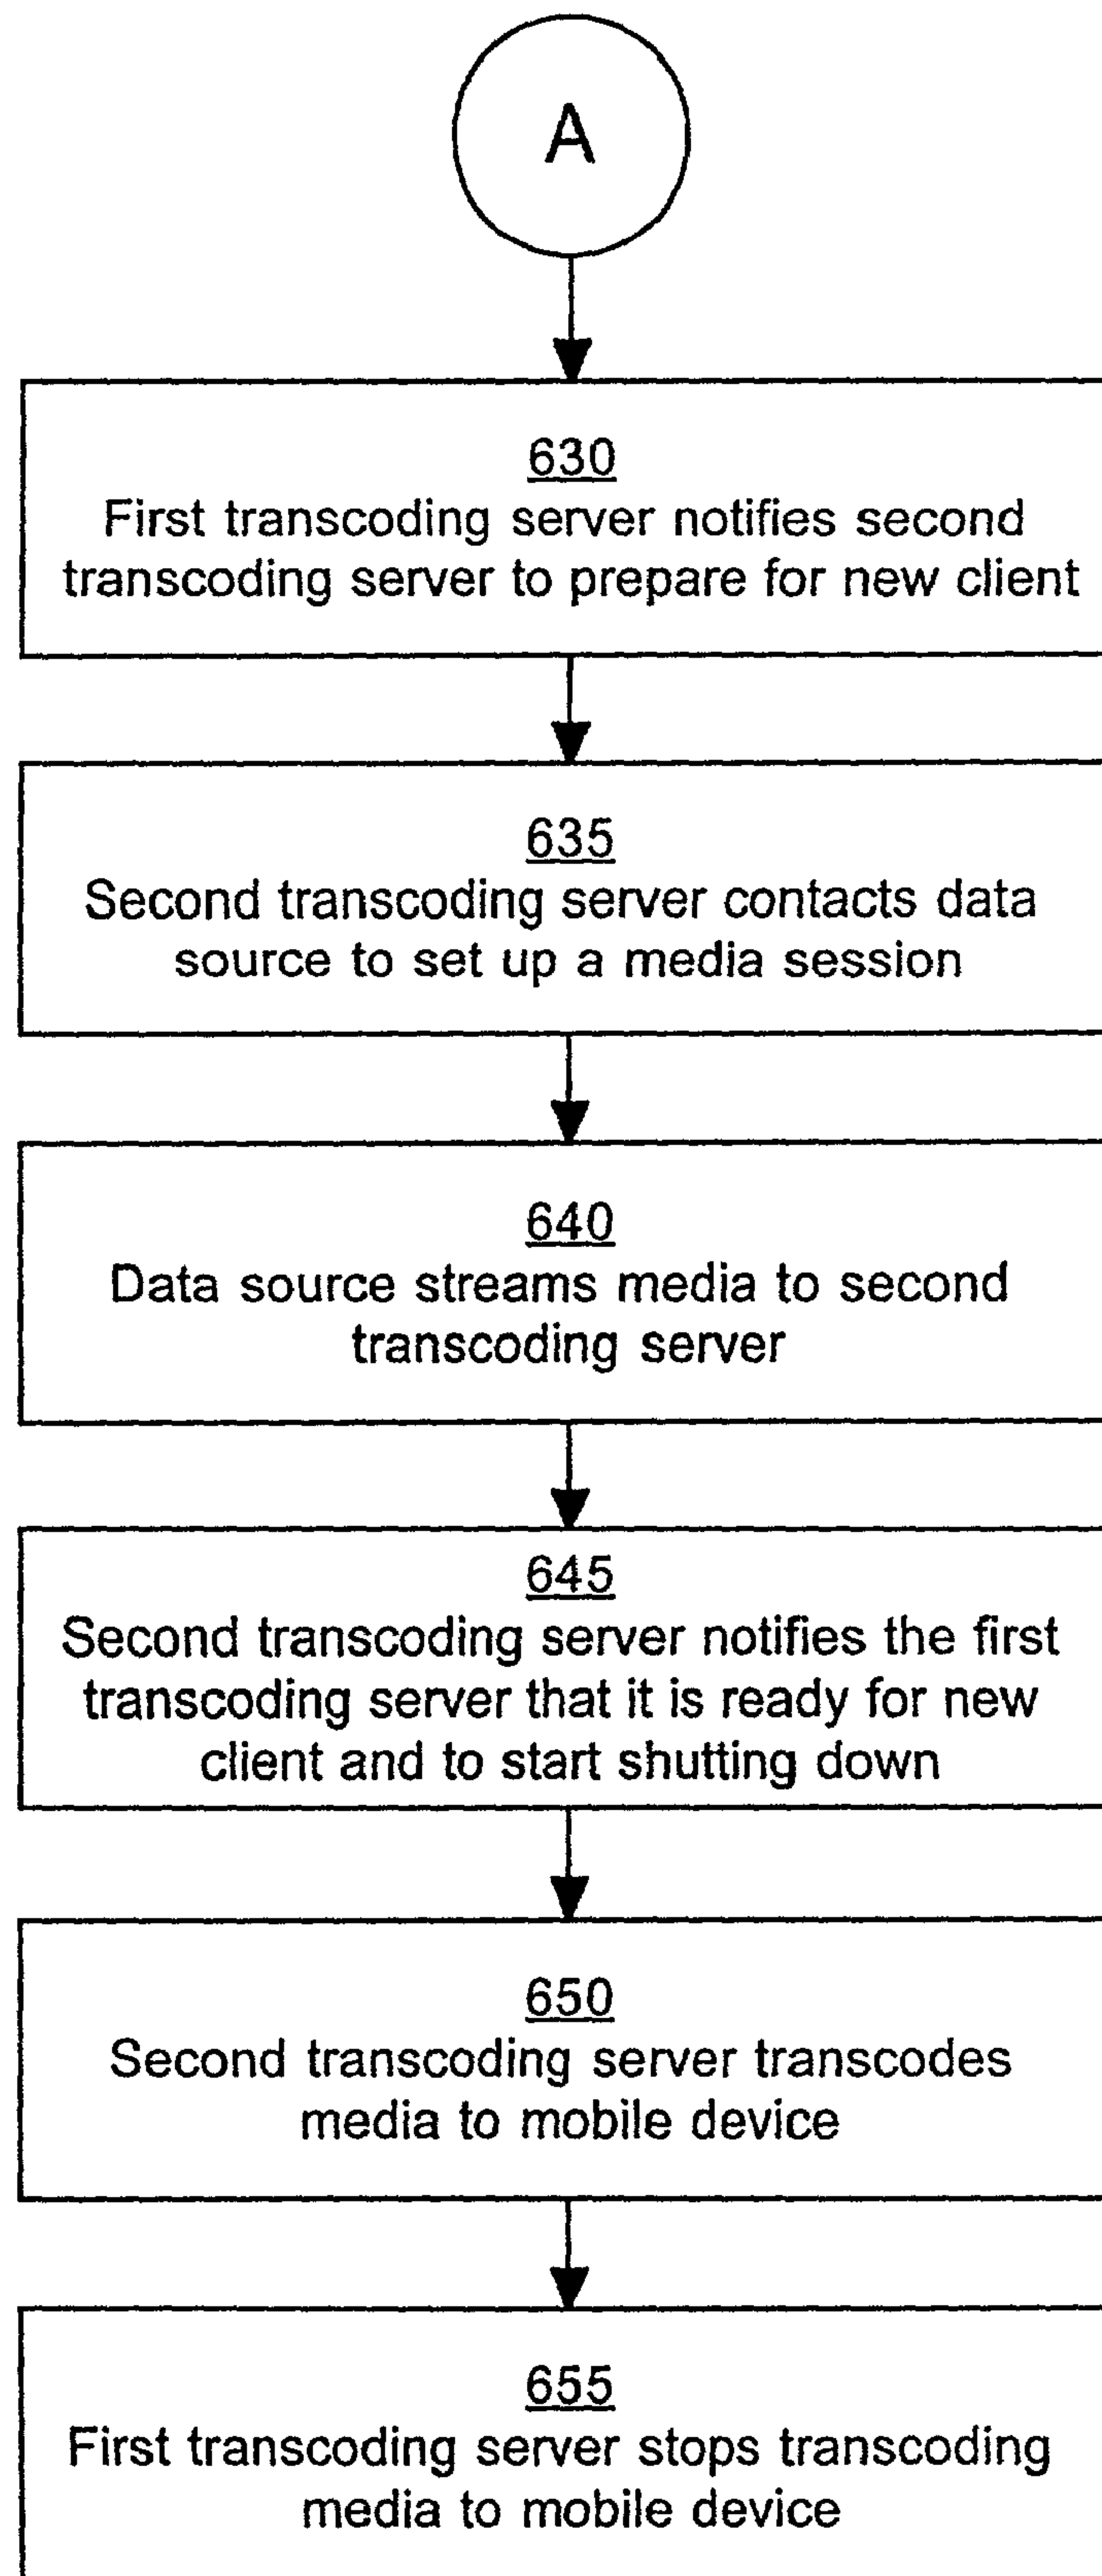 A
630
First transcoding server notifies second
transcoding server to prepare for new client
635
Second transcoding server contacts data
source to set up a media session
640
Data source streams media to second
transcoding server
645
Second transcoding server notifies the first
transcoding server that it is ready for new
client and to start shutting down
650
Second transcoding server transcodes
media to mobile device
655
First transcoding server stops transcoding
media to mobile device